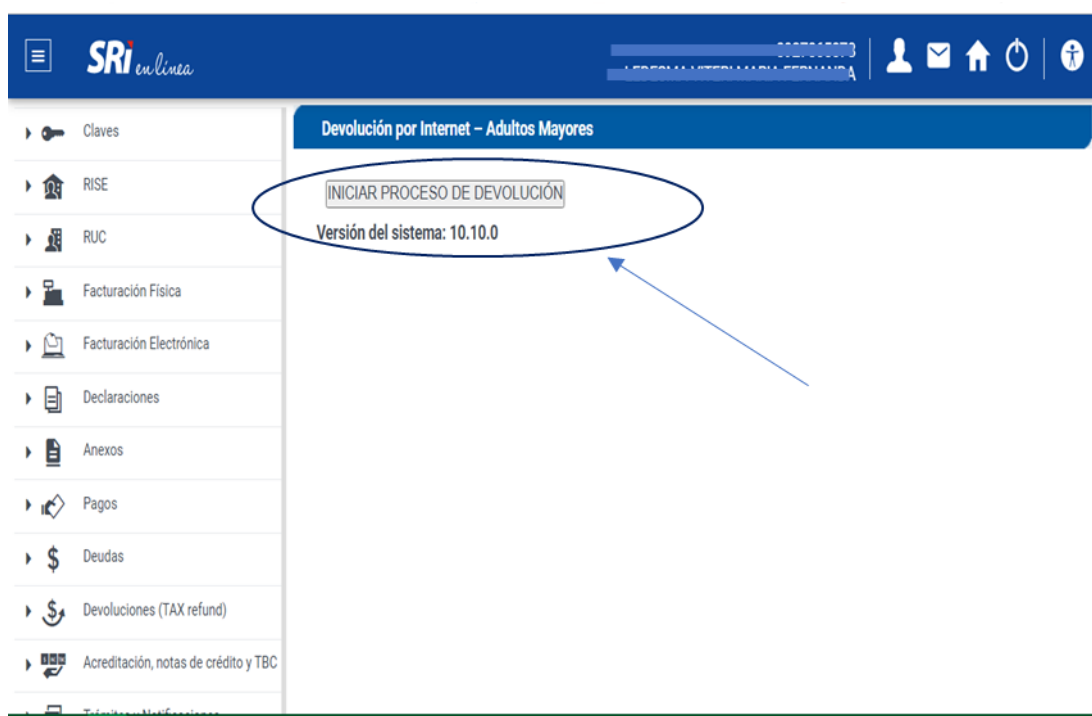 SRi en línea
Claves
RISE
RUC
Facturación Física
Facturación Electrónica
Declaraciones
Anexos
Pagos
Deudas
Devoluciones (TAX refund)
Acreditación, notas de crédito y TBC
Devolución por Internet – Adultos Mayores
INICIAR PROCESO DE DEVOLUCIÓN
Versión del sistema: 10.10.0